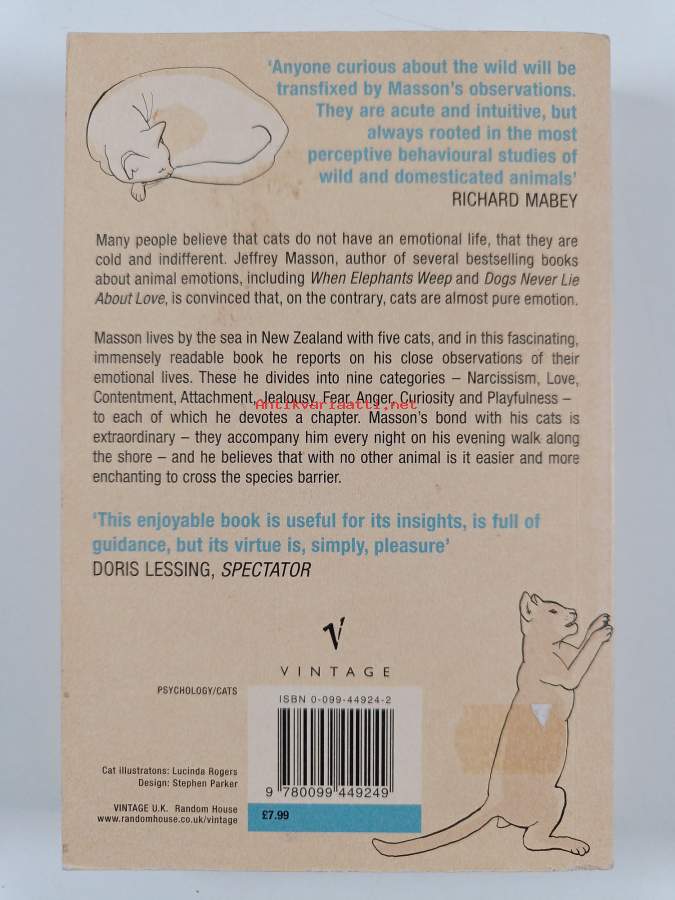 'Anyone curious about the wild will be
transfixed by Masson's observations.
They are acute and intuitive, but
always rooted in the most
perceptive behavioural studies of
wild and domesticated animals'
RICHARD MABEY
Many people believe that cats do not have an emotional life, that they are
cold and indifferent. Jeffrey Masson, author of several bestselling books
about animal emotions, including When Elephants Weep and Dogs Never Lie
About Love, is convinced that, on the contrary, cats are almost pure emotion.
Masson lives by the sea in New Zealand with five cats, and in this fascinating,
immensely readable book he reports on his close observations of their
emotional lives. These he divides into nine categories – Narcissism, Love,
Contentment, Attachment, Jealousy, Fear, Anger, Curiosity and Playfulness –
Antikvariaatti.net
to each of which he devotes a chapter. Masson's bond with his cats is
extraordinary – they accompany him every night on his evening walk along
the shore – and he believes that with no other animal is it easier and more
enchanting to cross the species barrier.
'This enjoyable book is useful for its insights, is full of
guidance, but its virtue is, simply, pleasure'
DORIS LESSING, SPECTATOR
VINTAGE
PSYCHOLOGY/CATS
ISBN 0-099-44924-2
Cat illustratons: Lucinda Rogers
Design: Stephen Parker
9 780099 449249
VINTAGE U.K. Random House
www.randomhouse.co.uk/vintage
£7.99